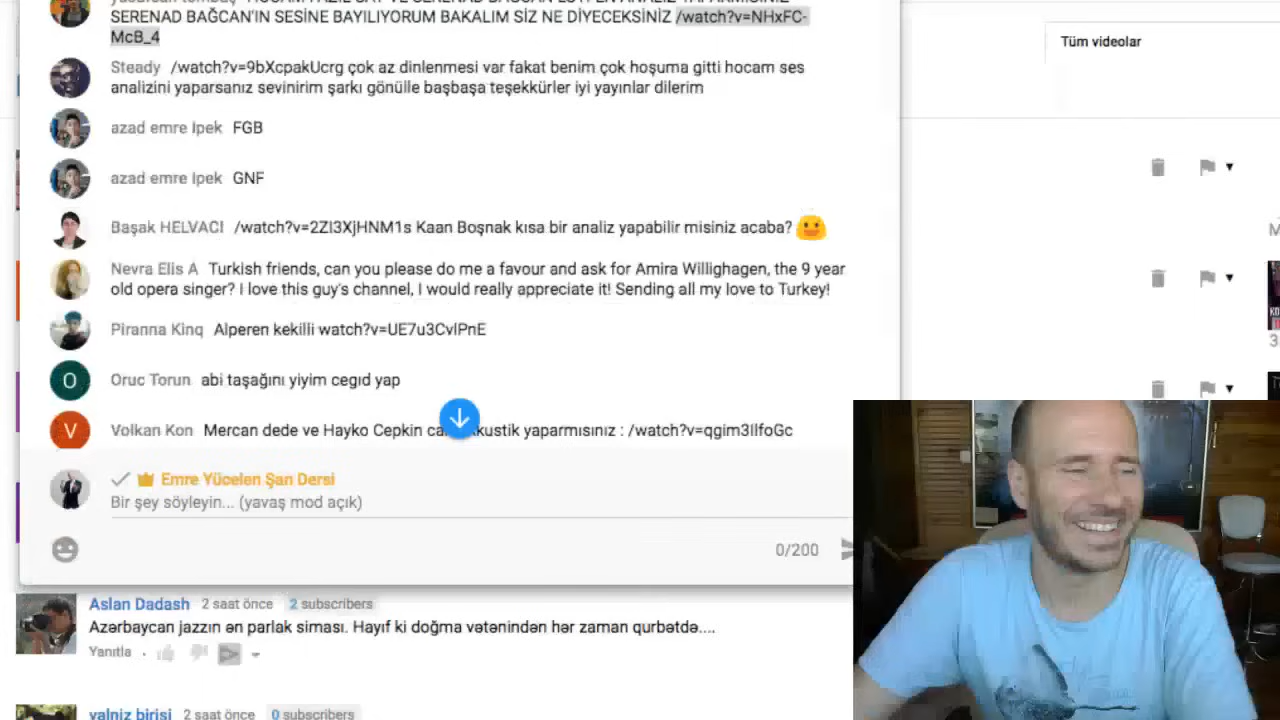 SERENAD BAĞCAN'IN SESİNE BAYILIYORUM BAKALIM SİZ NE DİYECEKSİNİZ /watch?v=NHxFC-
McB_4
Tüm videolar
Steady /watch?v=9bXcpakUcrg çok az dinlenmesi var fakat benim çok hoşuma gitti hocam ses
analizini yaparsanız sevinirim şarkı gönülle başbaşa teşekkürler iyi yayınlar dilerim
azad emre Ipek FGB
azad emre Ipek GNF
Başak HELVACI /watch?v=2ZI3XjHNM1s Kaan Boşnak kısa bir analiz yapabilir misiniz acaba?
Nevra Elis A Turkish friends, can you please do me a favour and ask for Amira Willighagen, the 9 year
old opera singer? I love this guy's channel, I would really appreciate it! Sending all my love to Turkey!
Piranna Kinq Alperen kekilli watch?v=UE7u3CvIPnE
O Oruc Torun abi taşağını yiyim cegıd yap
V Volkan Kon Mercan dede ve Hayko Cepkin yaparmısınız : /watch?v=qgim3IlfoGc
Emre Yücelen Şan Dersi
Bir şey söyleyin... (yavaş mod açık)
0/200
Aslan Dadash 2 saat önce 2 subscribers
Azərbaycan jazzın ən parlak siması. Hayıf ki doğma vətənindən hər zaman qurbətdə....
Yanıtla
yalniz birisi 2 saat önce 0 subscribers